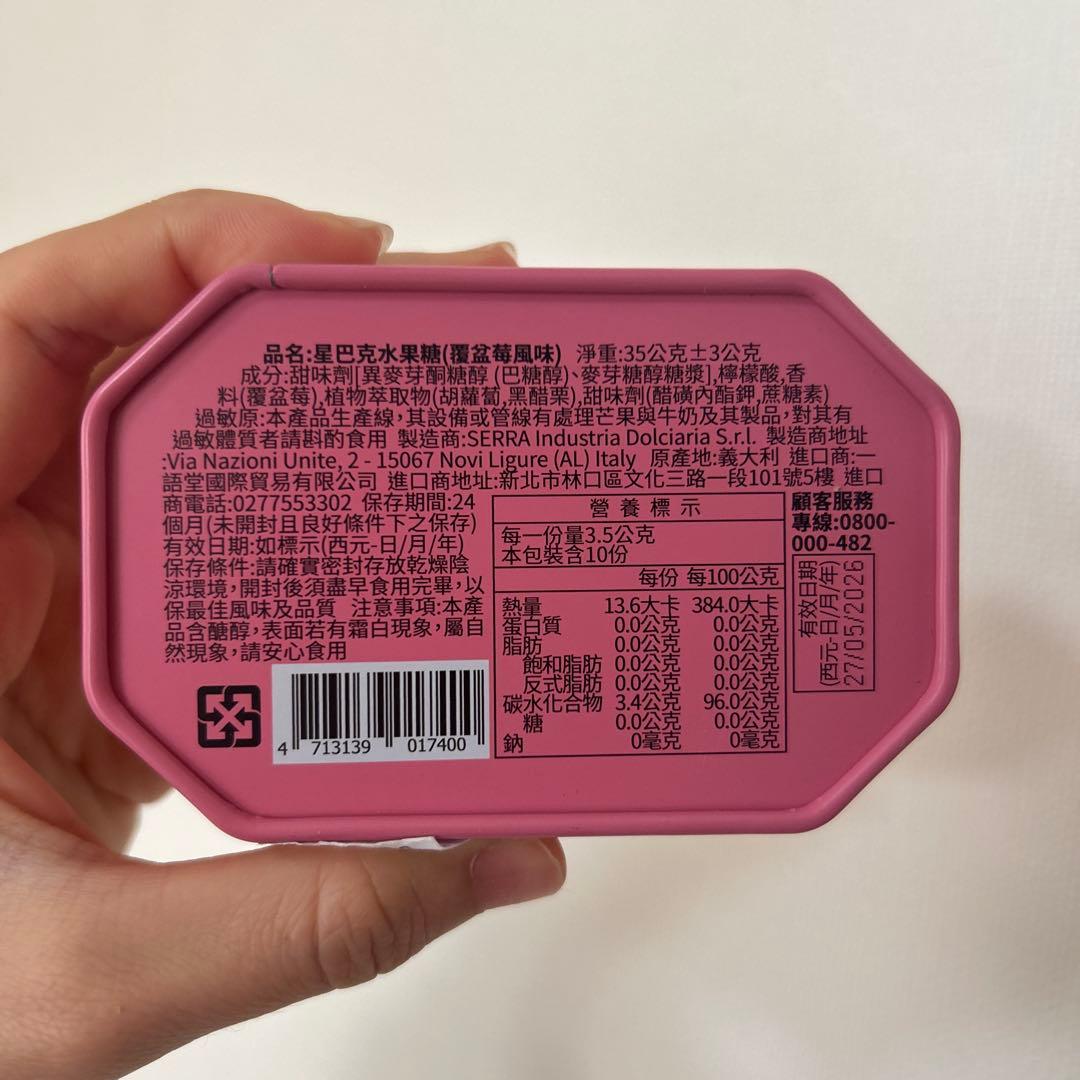 品名:星巴克水果糖(覆盆莓風味) 淨重:35公克±3公克
成分:甜味劑[異麥芽酮糖醇 (巴糖醇)、麥芽糖醇糖漿],檸檬酸,香
料(覆盆莓),植物萃取物(胡蘿蔔,黑醋栗),甜味劑(醋磺內酯鉀,蔗糖素)
過敏原:本產品生產線,其設備或管線有處理芒果與牛奶及其製品,對其有
過敏體質者請斟酌食用 製造商:SERRA Industria Dolciaria S.r.l. 製造商地址
:Via Nazioni Unite, 2 - 15067 Novi Ligure (AL) Italy 原產地:義大利 進口商:一
語堂國際貿易有限公司 進口商地址:新北市林口區文化三路一段101號5樓 進口
商電話:0277553302 保存期間:24
個月(未開封且良好條件下之保存)
有效日期:如標示(西元-日/月/年)
保存條件:請確實密封存放乾燥陰
涼環境,開封後須盡早食用完畢,以
保最佳風味及品質 注意事項:本產
品含醣醇,表面若有霜白現象,屬自
然現象,請安心食用
4 713139 017400
營養標示
每一份量3.5公克
本包裝含10份
每份 每100公克
熱量 13.6大卡 384.0大卡
蛋白質 0.0公克 0.0公克
脂肪 0.0公克 0.0公克
飽和脂肪 0.0公克 0.0公克
反式脂肪 0.0公克 0.0公克
碳水化合物 3.4公克 96.0公克
糖 0.0公克 0.0公克
鈉 0毫克 0毫克
顧客服務
專線:0800-
000-482
有效日期
(西元-日/月/年)
27/05/2026